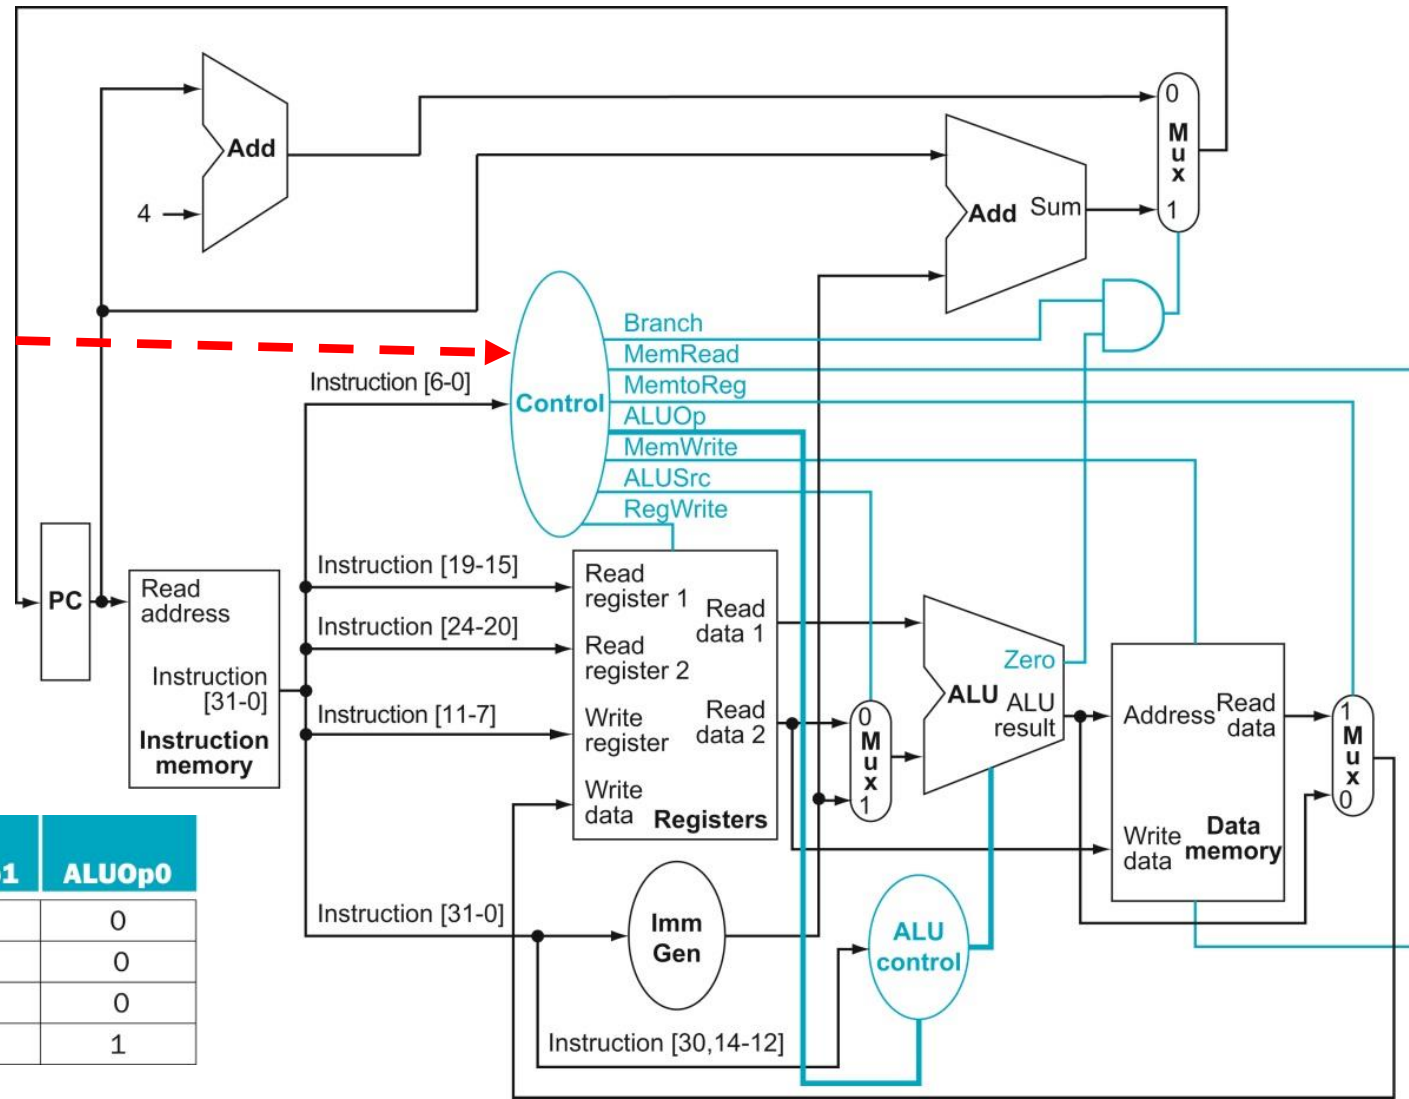 0
M
u
x
1
Add
4
Add Sum
Branch
MemRead
MemtoReg
ALUOp
MemWrite
ALUSrc
RegWrite
Instruction [6-0]
Control
PC
Read
address
Instruction
[31-0]
Instruction
memory
Instruction [19-15]
Instruction [24-20]
Instruction [11-7]
Instruction [31-0]
Read
register 1
Read
register 2
Write
register
Write
data
Read
data 1
Read
data 2
Registers
0
M
u
x
1
Zero
ALU
ALU
result
Address
Read
data
Write
data
Data
memory
1
M
u
x
0
Imm
Gen
ALU
control
Instruction [30,14-12]
1 ALUOp0
0
0
0
1